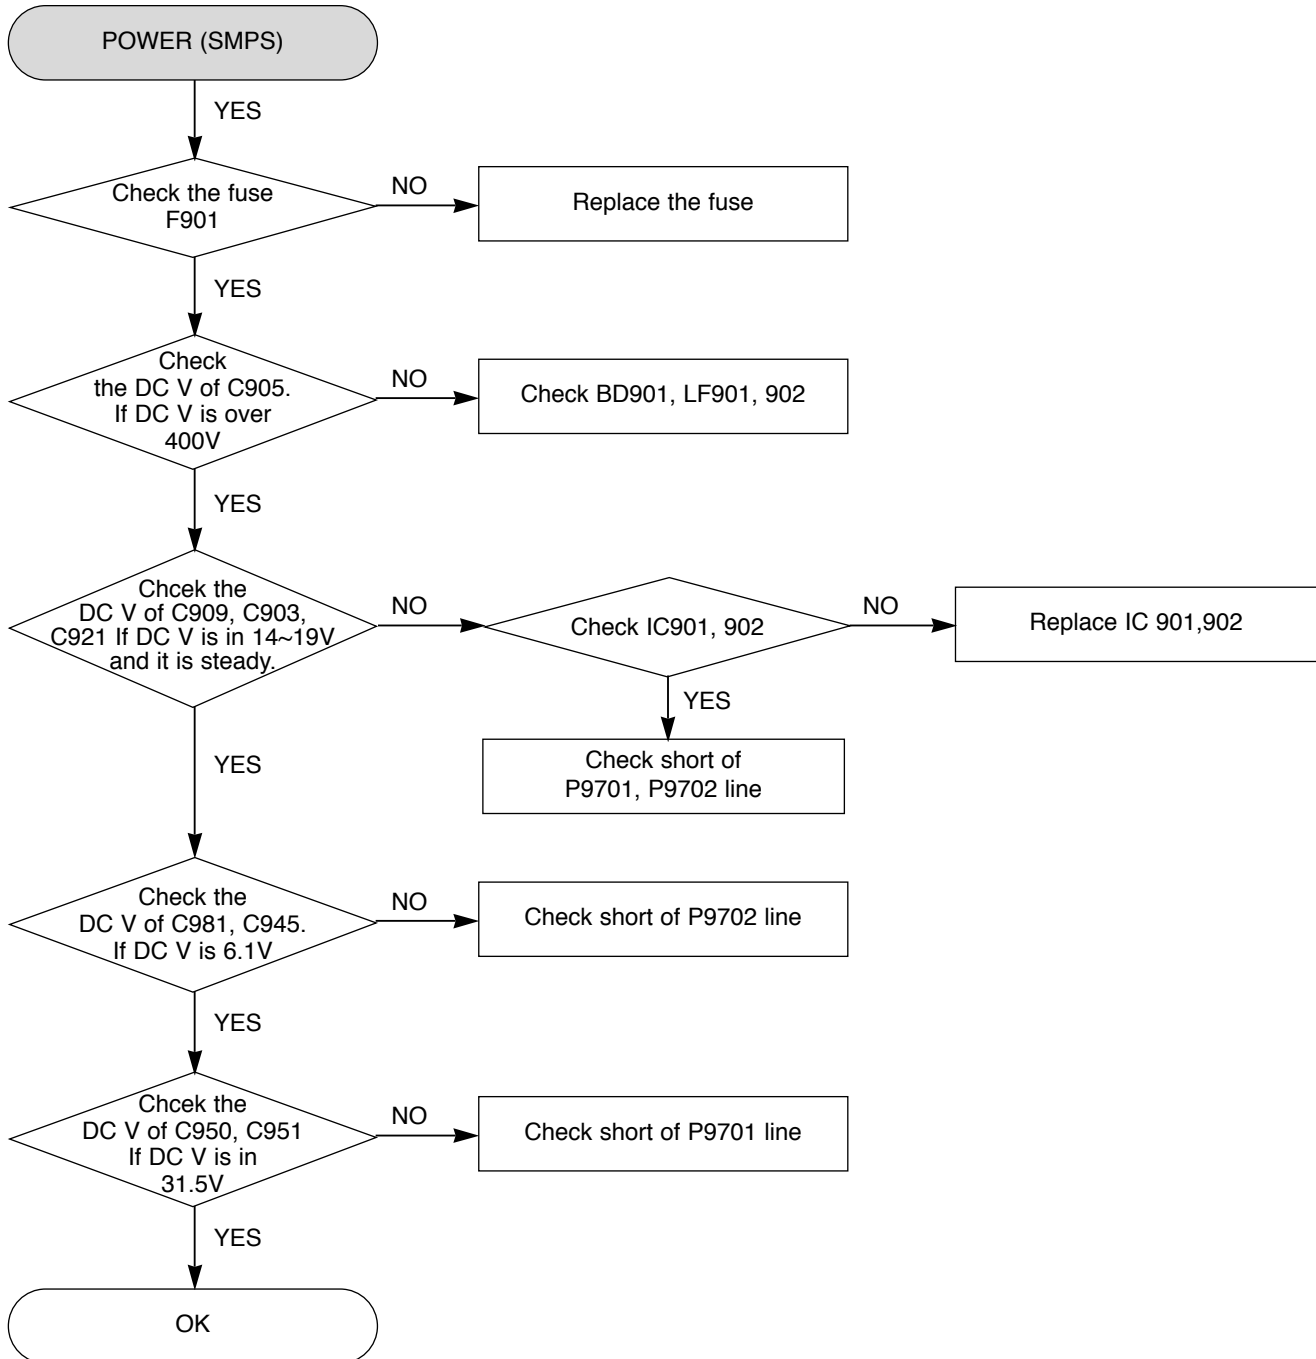 POWER (SMPS)
YES
Check the fuse
F901
NO
Replace the fuse
YES
Check
the DC V of C905.
If DC V is over
400V
NO
Check BD901, LF901, 902
YES
Chcek the
DC V of C909, C903,
C921 If DC V is in 14~19V
and it is steady.
NO
Check IC901, 902
NO
Replace IC 901,902
YES
Check short of
P9701, P9702 line
YES
Check the
DC V of C981, C945.
If DC V is 6.1V
NO
Check short of P9702 line
YES
Chcek the
DC V of C950, C951
If DC V is in
31.5V
NO
Check short of P9701 line
YES
OK